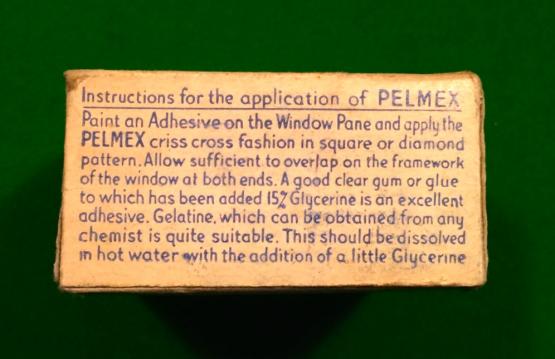 Instructions for the application of PELMEX
Paint an Adhesive on the Window Pane and apply the
PELMEX criss cross fashion in square or diamond
pattern. Allow sufficient to overlap on the framework
of the window at both ends. A good clear gum or glue
to which has been added 15% Glycerine is an excellent
adhesive. Gelatine, which can be obtained from any
chemist is quite suitable. This should be dissolved
in hot water with the addition of a little Glycerine